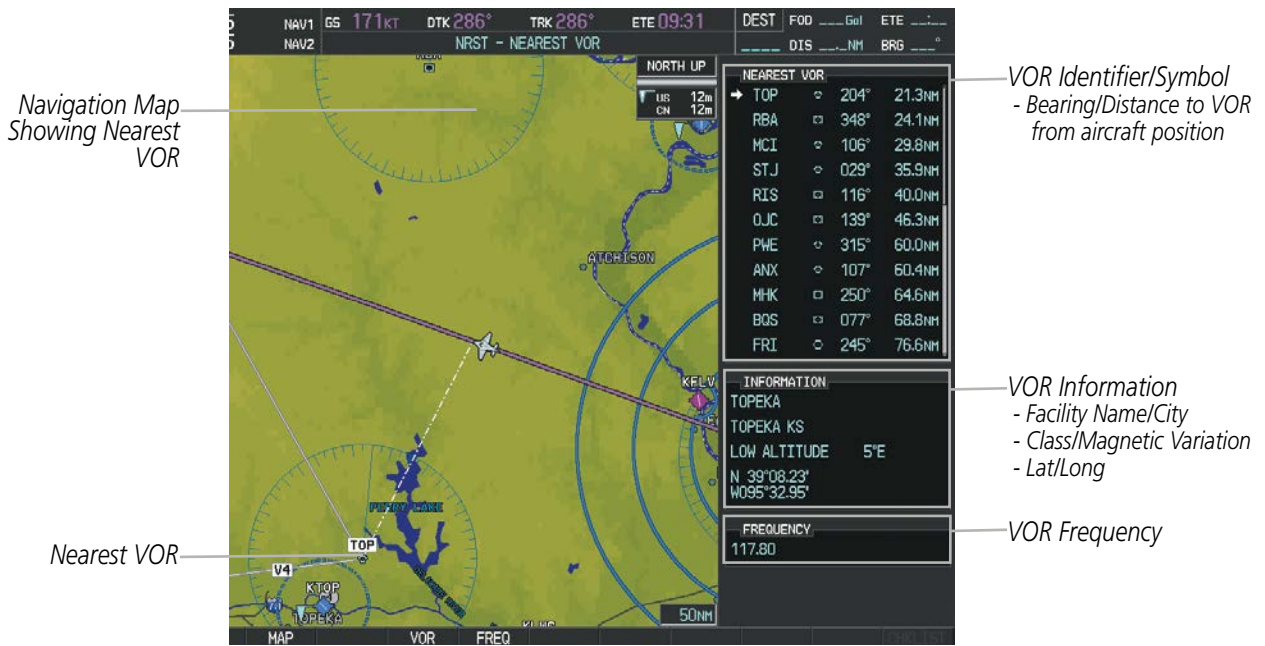 NAV1 GS 171KT DTK 286° TRK 286° ETE 09:31 DEST FOD ___Gal ETE __:__
NAV2 NRST - NEAREST VOR ____ DIS __._NM BRG ___°
NORTH UP
US 12m
CN 12m
ATCHISON
KFLV
PERRY LAKE
TOP
V4
KTOP
TOPEKA
50NM
NEAREST VOR
TOP 204° 21.3NM
RBA 348° 24.1NM
MCI 106° 29.8NM
STJ 029° 35.9NM
RIS 116° 40.0NM
OJC 139° 46.3NM
PWE 315° 60.0NM
ANX 107° 60.4NM
MHK 250° 64.6NM
BQS 077° 68.8NM
FRI 245° 76.6NM
INFORMATION
TOPEKA
TOPEKA KS
LOW ALTITUDE 5°E
N 39°08.23'
W095°32.95'
FREQUENCY
117.80
MAP VOR FREQ CHKLIST
Navigation Map
Showing Nearest
VOR
Nearest VOR
VOR Identifier/Symbol
- Bearing/Distance to VOR
from aircraft position
VOR Information
- Facility Name/City
- Class/Magnetic Variation
- Lat/Long
VOR Frequency